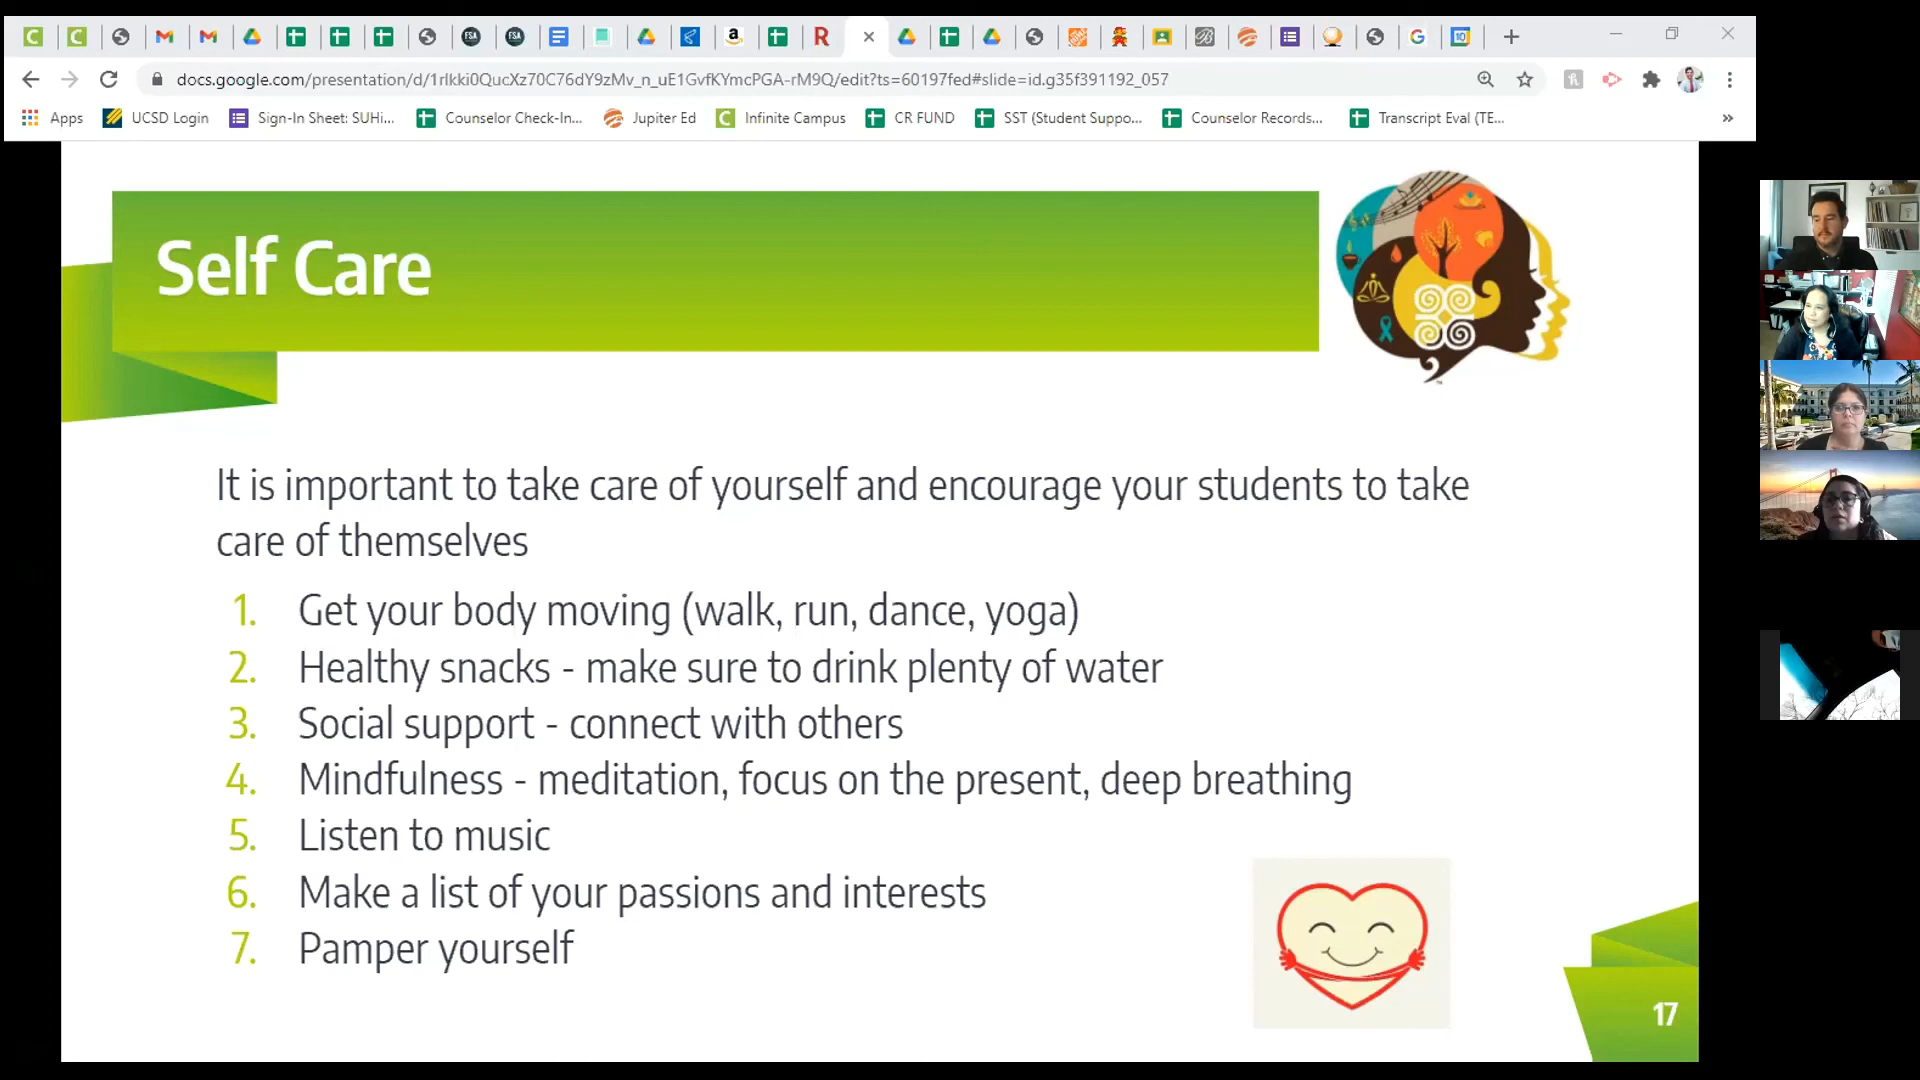 docs.google.com/presentation/d/1rlkki0QucXz70C76dY9zMv_n_uE1GvfKYmcPGA-rM9Q/edit?ts=60197fed#slide=id.g35f391192_057
Apps UCSD Login Sign-In Sheet: SUHi... Counselor Check-In... Jupiter Ed Infinite Campus CR FUND SST (Student Suppo... Counselor Records... Transcript Eval (TE...
Self Care
It is important to take care of yourself and encourage your students to take
care of themselves
1. Get your body moving (walk, run, dance, yoga)
2. Healthy snacks - make sure to drink plenty of water
3. Social support - connect with others
4. Mindfulness - meditation, focus on the present, deep breathing
5. Listen to music
6. Make a list of your passions and interests
7. Pamper yourself
17